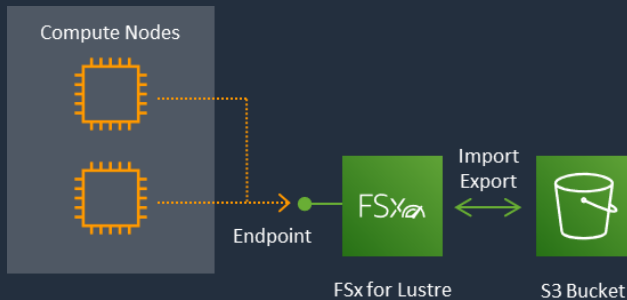 Compute Nodes
Import
Export
FSx
Endpoint
FSx for Lustre
S3 Bucket